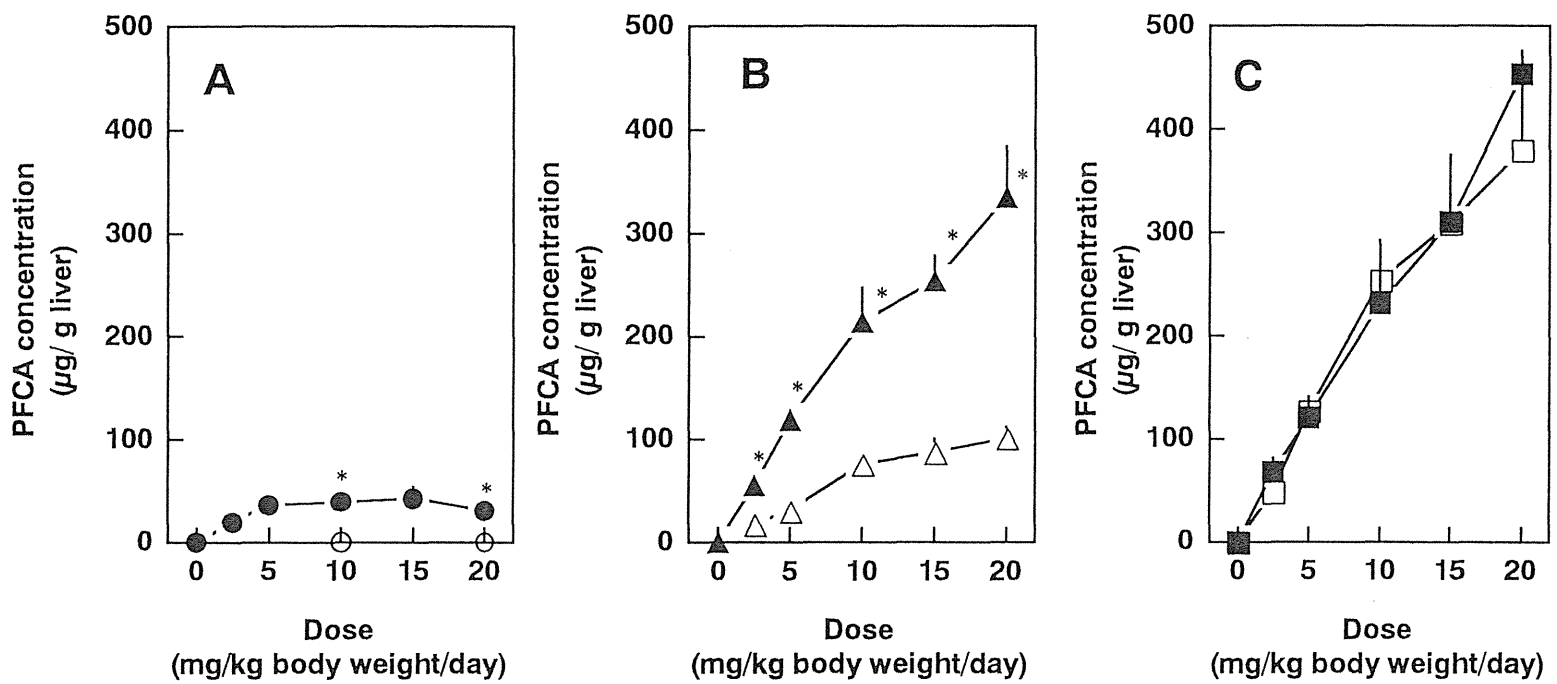 A
500
400
300
200
100
0
PFCA concentration
(µg/ g liver)
*
*
0 5 10 15 20
Dose
(mg/kg body weight/day)
B
500
400
300
200
100
0
PFCA concentration
(µg/ g liver)
*
*
*
*
*
0 5 10 15 20
Dose
(mg/kg body weight/day)
C
500
400
300
200
100
0
PFCA concentration
(µg/ g liver)
0 5 10 15 20
Dose
(mg/kg body weight/day)